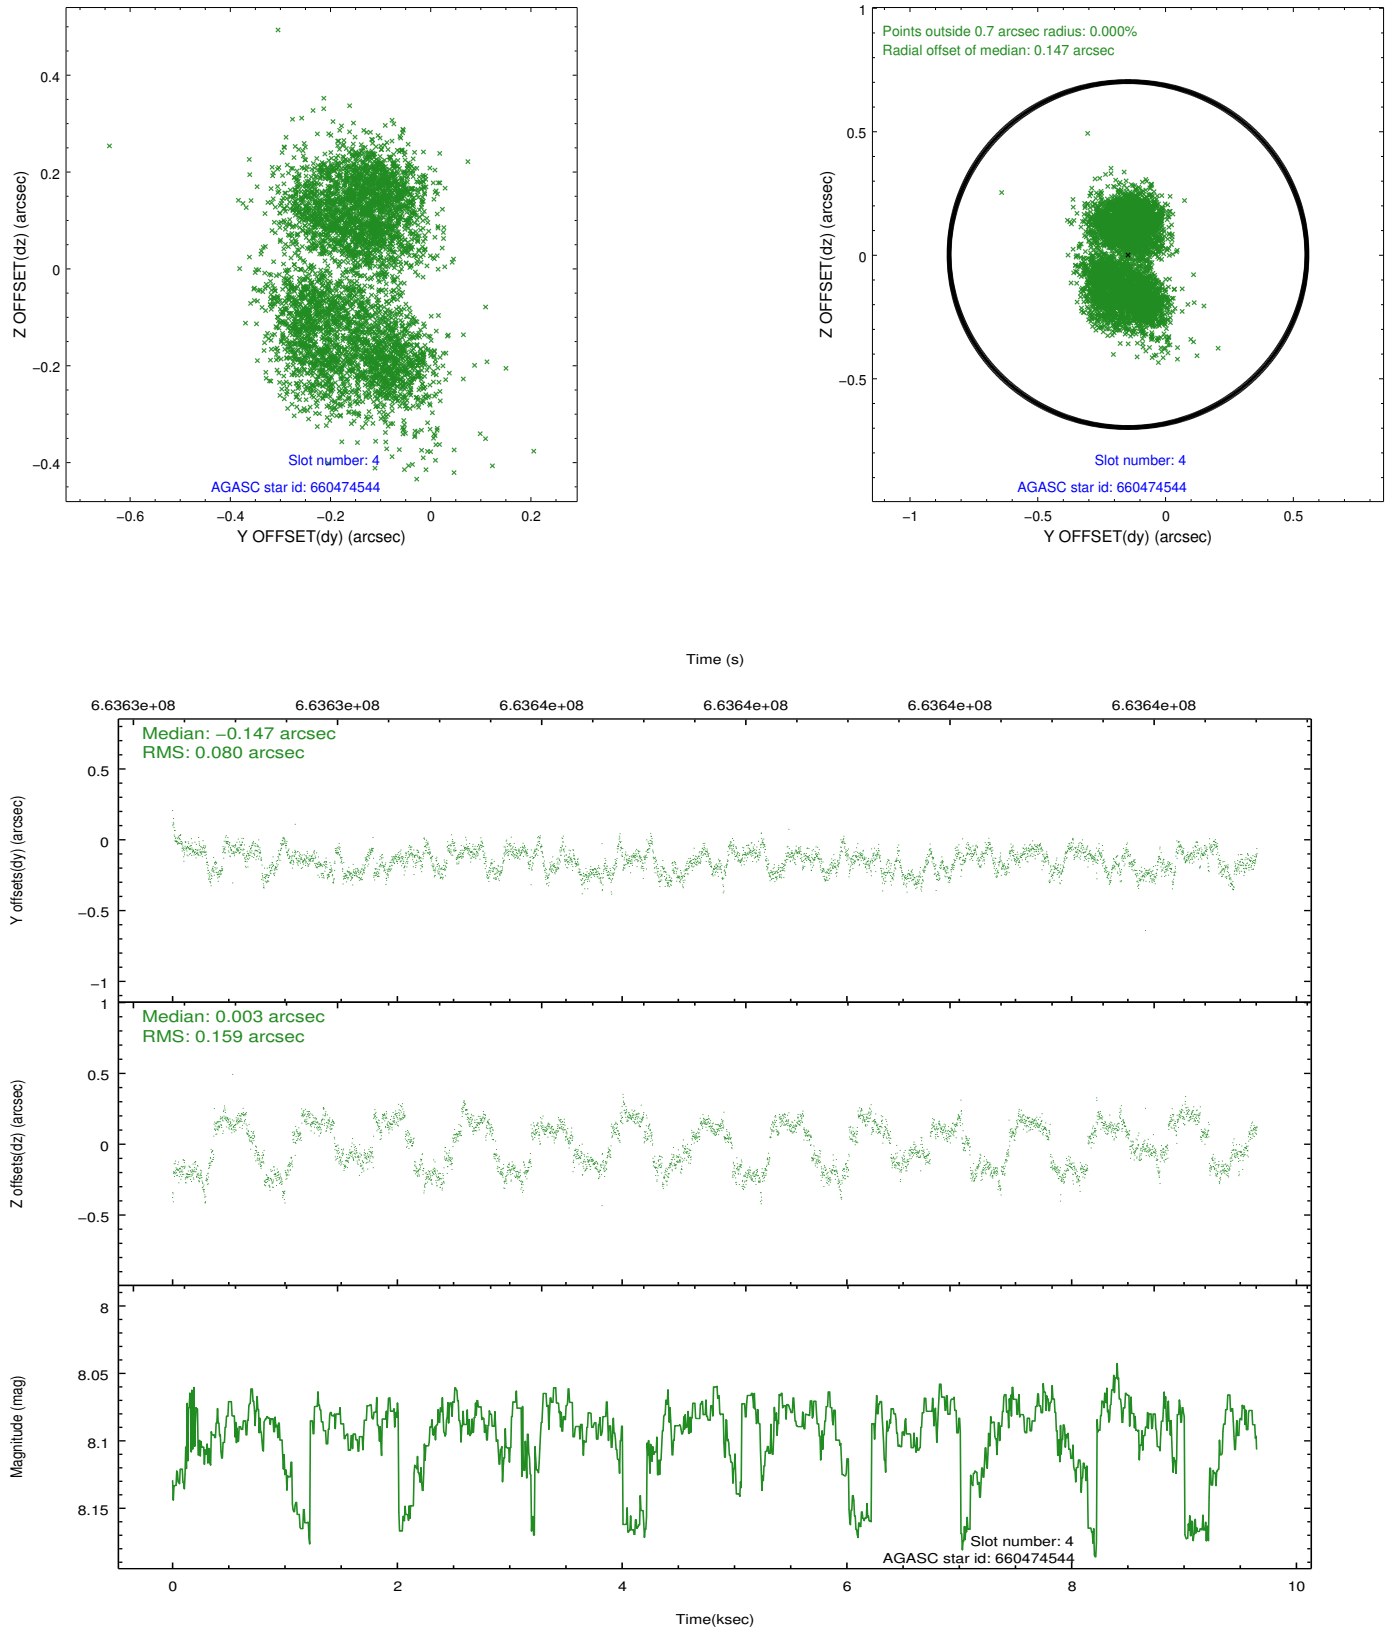 0.4
0.2
0
−0.2
−0.4
Z OFFSET(dz) (arcsec)
Slot number: 4
AGASC star id: 660474544
−0.6 −0.4 −0.2 0 0.2
Y OFFSET(dy) (arcsec)
1
0.5
0
−0.5
Z OFFSET(dz) (arcsec)
Points outside 0.7 arcsec radius: 0.000%
Radial offset of median: 0.147 arcsec
Slot number: 4
AGASC star id: 660474544
−1 −0.5 0 0.5
Y OFFSET(dy) (arcsec)
Time (s)
6.6363e+08 6.6363e+08 6.6364e+08 6.6364e+08 6.6364e+08 6.6364e+08
Median: −0.147 arcsec
RMS: 0.080 arcsec
0.5
0
−0.5
−1
Y offsets(dy) (arcsec)
1
Median: 0.003 arcsec
RMS: 0.159 arcsec
0.5
0
−0.5
Z offsets(dz) (arcsec)
8
8.05
8.1
8.15
Magnitude (mag)
Slot number: 4
AGASC star id: 660474544
0 2 4 6 8 10
Time(ksec)